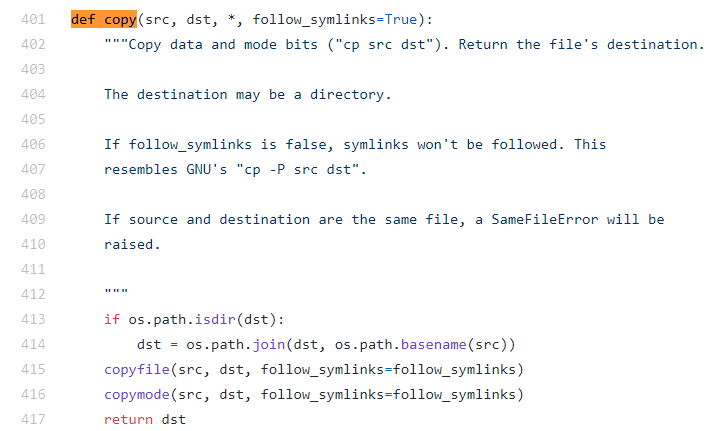 401 def copy(src, dst, *, follow_symlinks=True):
402     """Copy data and mode bits ("cp src dst"). Return the file's destination.
403
404     The destination may be a directory.
405
406     If follow_symlinks is false, symlinks won't be followed. This
407     resembles GNU's "cp -P src dst".
408
409     If source and destination are the same file, a SameFileError will be
410     raised.
411
412     """
413     if os.path.isdir(dst):
414         dst = os.path.join(dst, os.path.basename(src))
415     copyfile(src, dst, follow_symlinks=follow_symlinks)
416     copymode(src, dst, follow_symlinks=follow_symlinks)
417     return dst